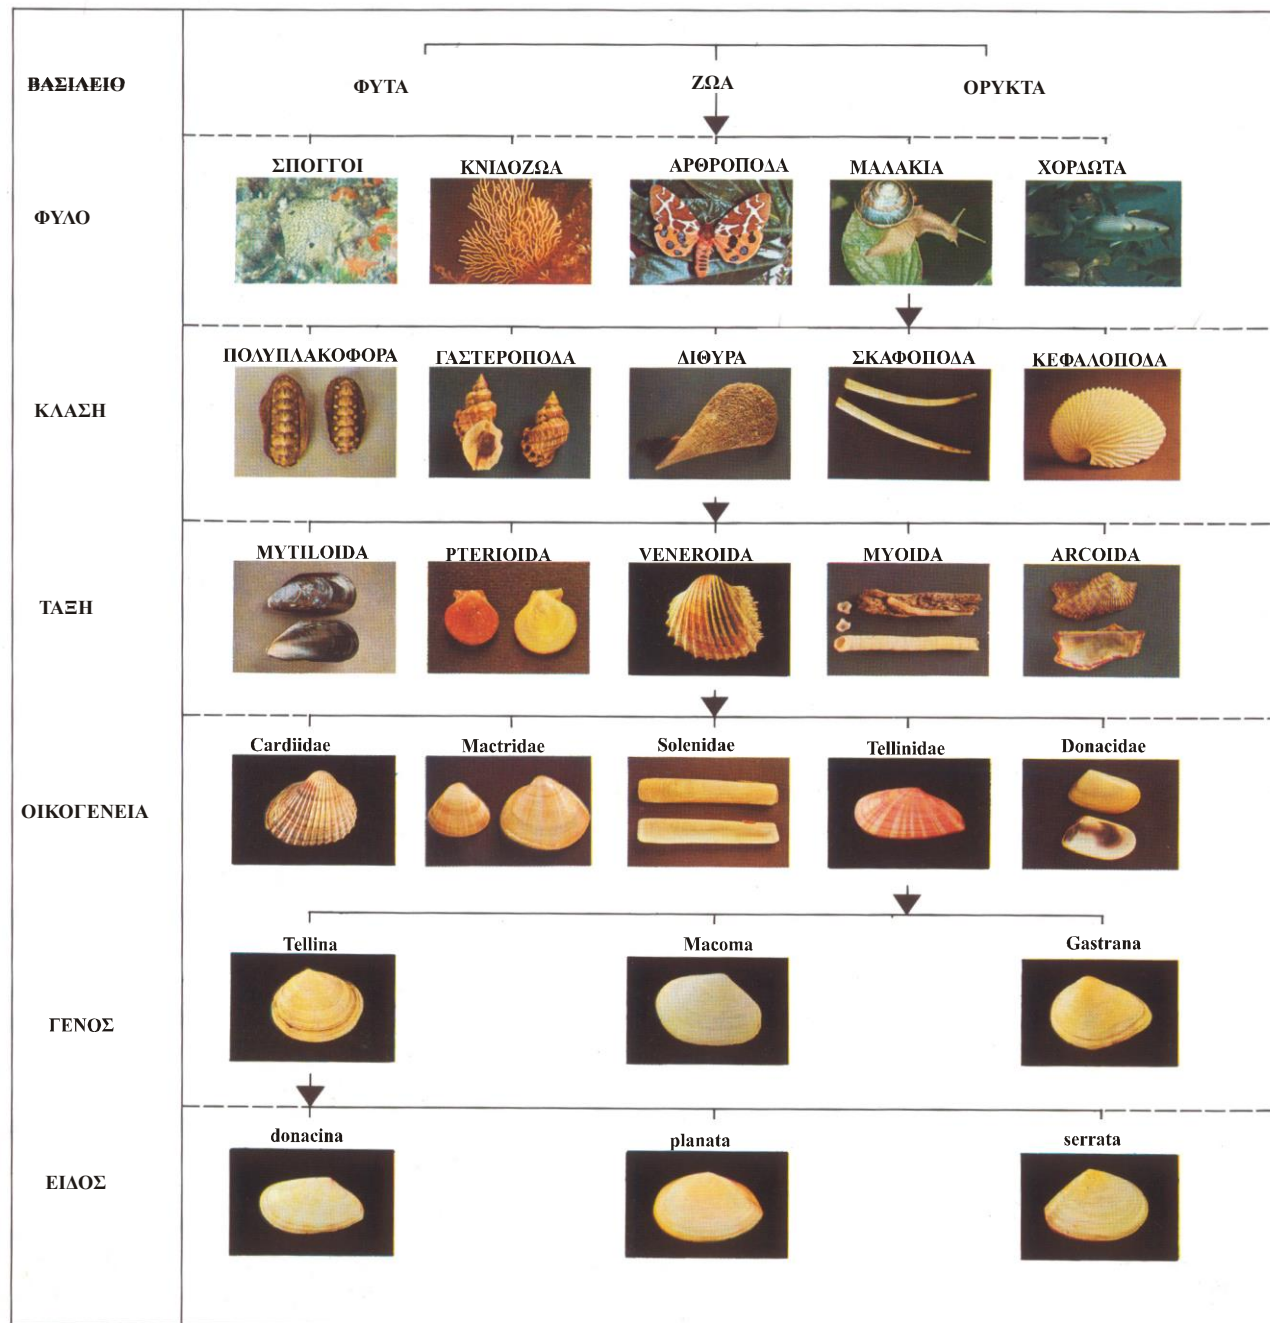 ΒΑΣΙΛΕΙΟ
ΦΥΤΑ ΖΩΑ ΟΡΥΚΤΑ
ΦΥΛΟ
ΣΠΟΓΓΟΙ ΚΝΙΔΟΖΩΑ ΑΡΘΡΟΠΟΔΑ ΜΑΛΑΚΙΑ ΧΟΡΔΩΤΑ
ΚΛΑΣΗ
ΠΟΛΥΠΛΑΚΟΦΟΡΑ ΓΑΣΤΕΡΟΠΟΔΑ ΔΙΘΥΡΑ ΣΚΑΦΟΠΟΔΑ ΚΕΦΑΛΟΠΟΔΑ
ΤΑΞΗ
MYTILOIDA PTERIOIDA VENEROIDA MYOIDA ARCOIDA
ΟΙΚΟΓΕΝΕΙΑ
Cardiidae Mactridae Solenidae Tellinidae Donacidae
ΓΕΝΟΣ
Tellina Macoma Gastrana
ΕΙΔΟΣ
donacina planata serrata